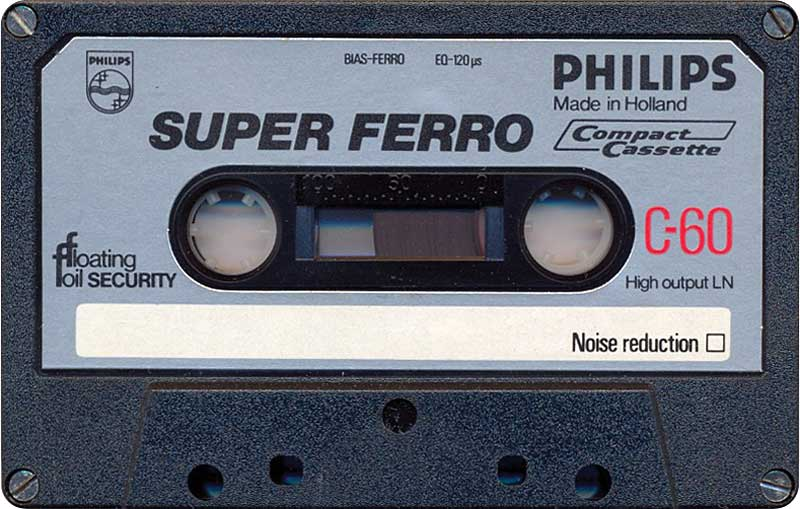 PHILIPS
BIAS-FERRO EQ-120 µs
PHILIPS
Made in Holland
SUPER FERRO
Compact
Cassette
100 50 0
C-60
floating
foil SECURITY
High output LN
Noise reduction